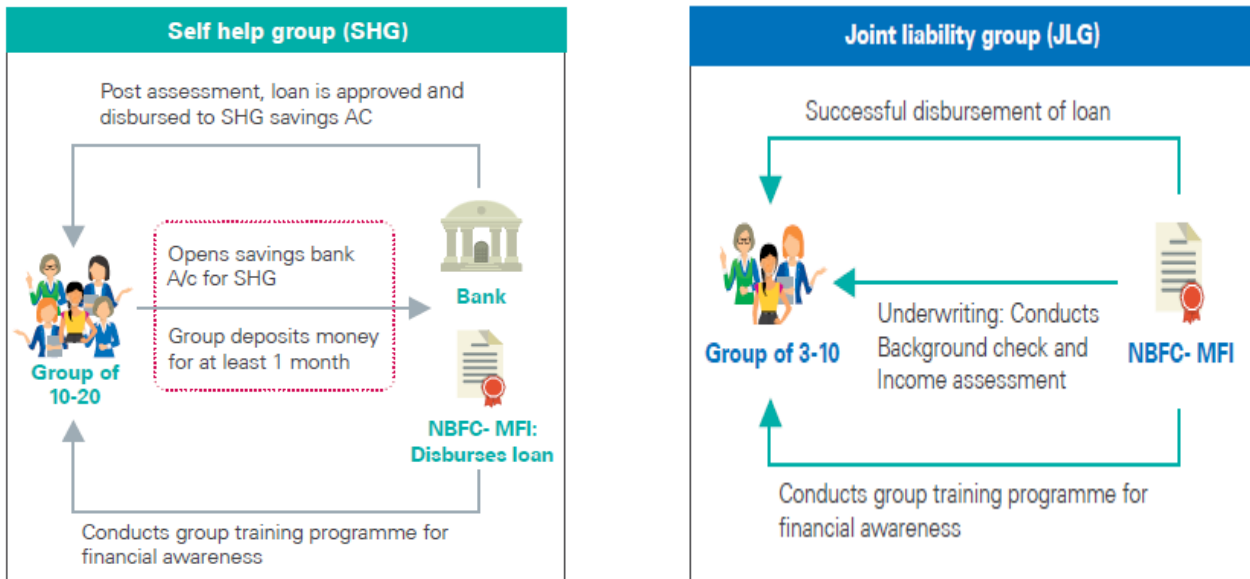 Self help group (SHG)
Post assessment, loan is approved and
disbursed to SHG savings AC
Opens savings bank
A/c for SHG
Group deposits money
for at least 1 month
Group of
10-20
Bank
NBFC- MFI:
Disburses loan
Conducts group training programme for
financial awareness
Joint liability group (JLG)
Successful disbursement of loan
Group of 3-10
Underwriting: Conducts
Background check and
Income assessment
NBFC- MFI
Conducts group training programme for
financial awareness